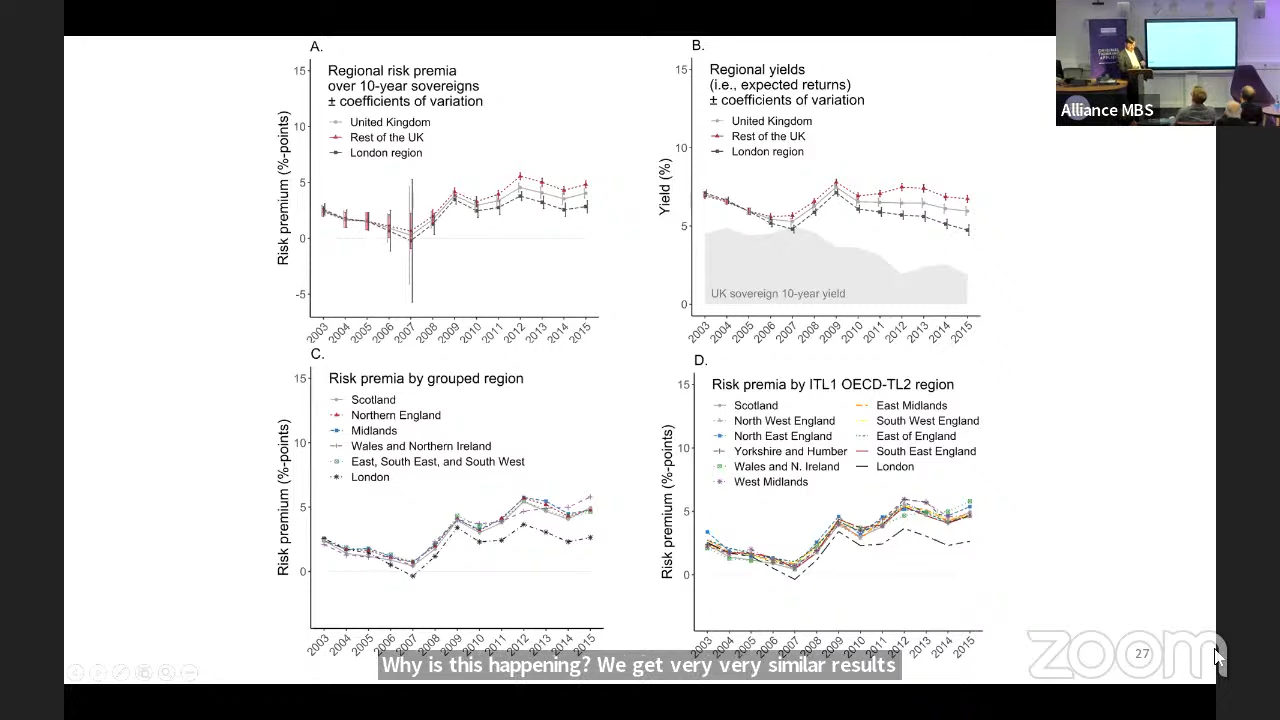 A.
Regional risk premia
over 10-year sovereigns
± coefficients of variation
United Kingdom
Rest of the UK
London region
Risk premium (%-points)
15
10
5
0
-5
2003
2004
2005
2006
2007
2008
2009
2010
2011
2012
2013
2014
2015
B.
Regional yields
(i.e., expected returns)
± coefficients of variation
United Kingdom
Rest of the UK
London region
Yield (%)
15
10
5
0
UK sovereign 10-year yield
2003
2004
2005
2006
2007
2008
2009
2010
2011
2012
2013
2014
2015
C.
Risk premia by grouped region
Scotland
Northern England
Midlands
Wales and Northern Ireland
East, South East, and South West
London
Risk premium (%-points)
15
10
5
0
2003
2004
2005
2006
2007
2008
2009
2010
2011
2012
2013
2014
2015
D.
Risk premia by ITL1 OECD-TL2 region
Scotland
North West England
North East England
Yorkshire and Humber
Wales and N. Ireland
West Midlands
East Midlands
South West England
East of England
South East England
London
Risk premium (%-points)
15
10
5
0
2003
2004
2005
2006
2007
2008
2009
2010
2011
2012
2013
2014
2015
Alliance MBS
zoom
27
Why is this happening? We get very very similar results